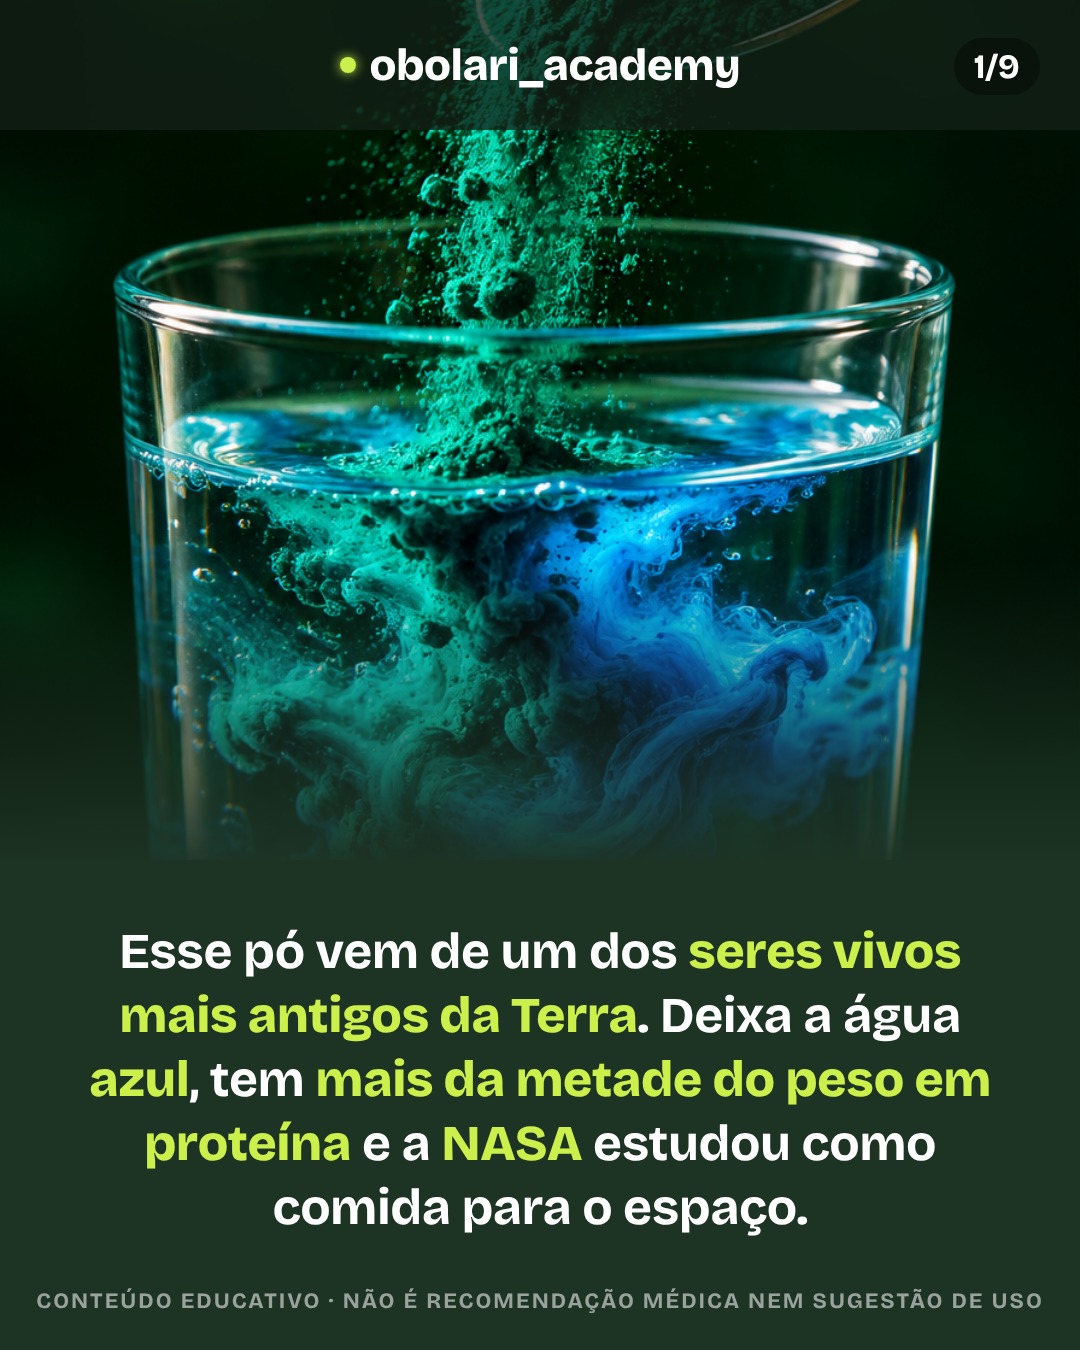 obolari_academy
1/9
Esse pó vem de um dos seres vivos
mais antigos da Terra. Deixa a água
azul, tem mais da metade do peso em
proteína e a NASA estudou como
comida para o espaço.
CONTEÚDO EDUCATIVO · NÃO É RECOMENDAÇÃO MÉDICA NEM SUGESTÃO DE USO